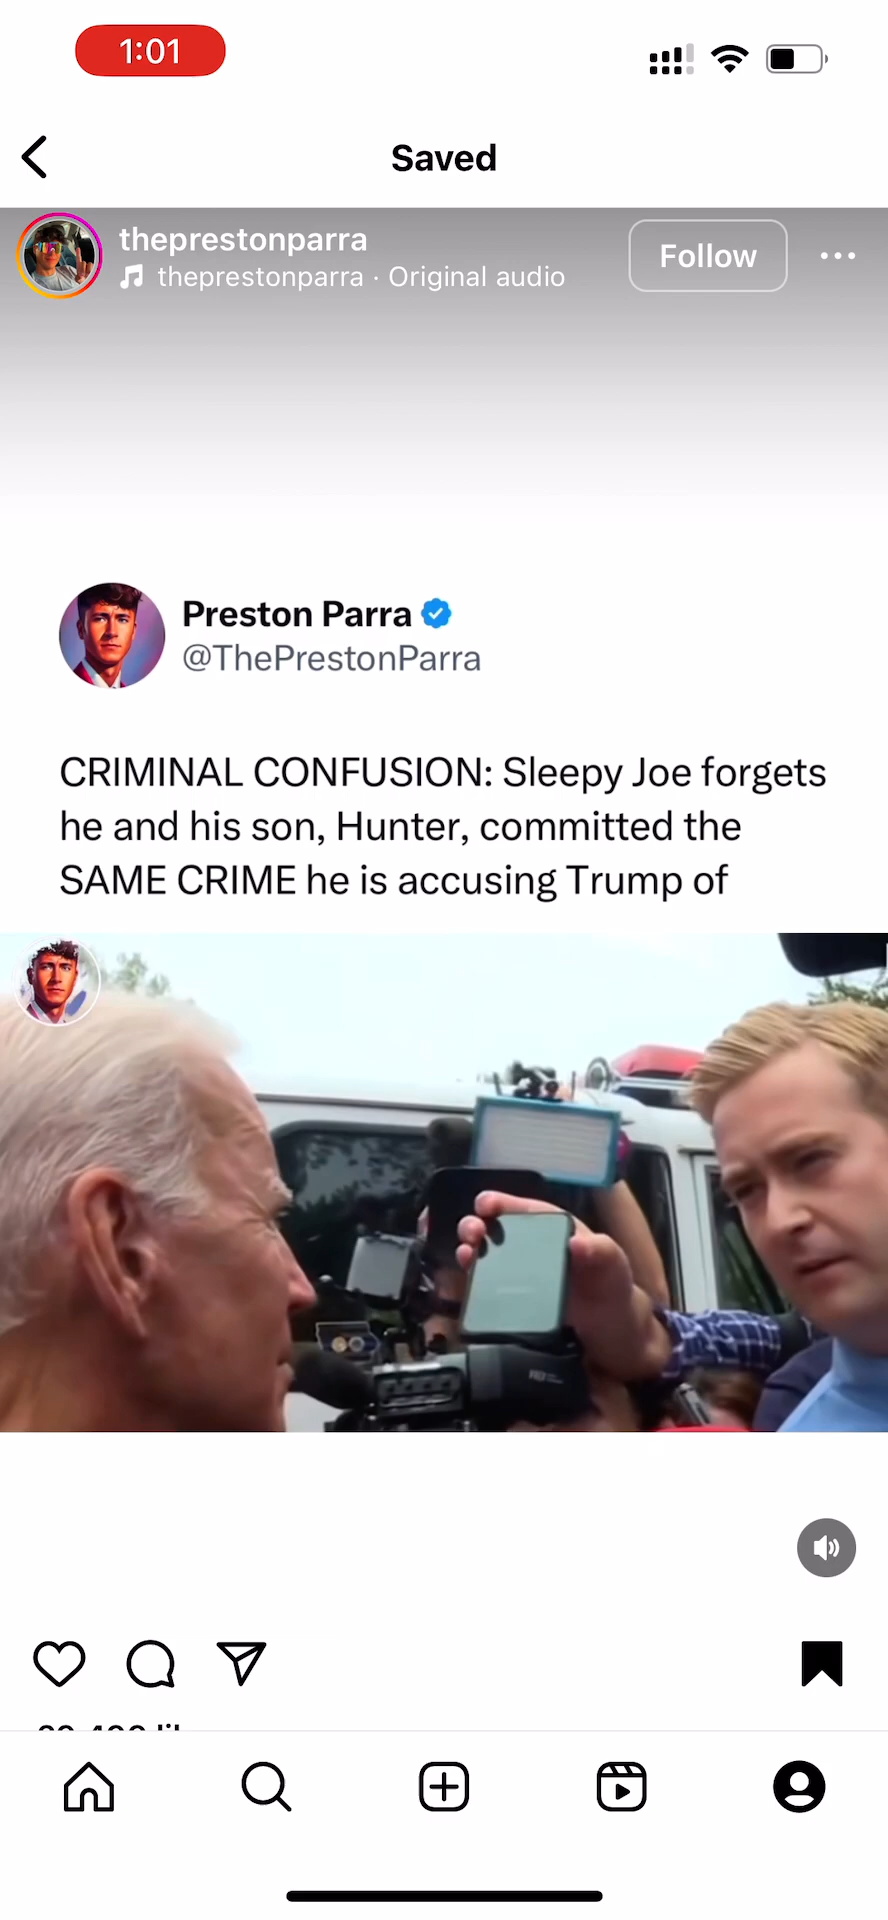 1:01
Saved
theprestonparra
theprestonparra · Original audio
Follow
Preston Parra
@ThePrestonParra
CRIMINAL CONFUSION: Sleepy Joe forgets
he and his son, Hunter, committed the
SAME CRIME he is accusing Trump of